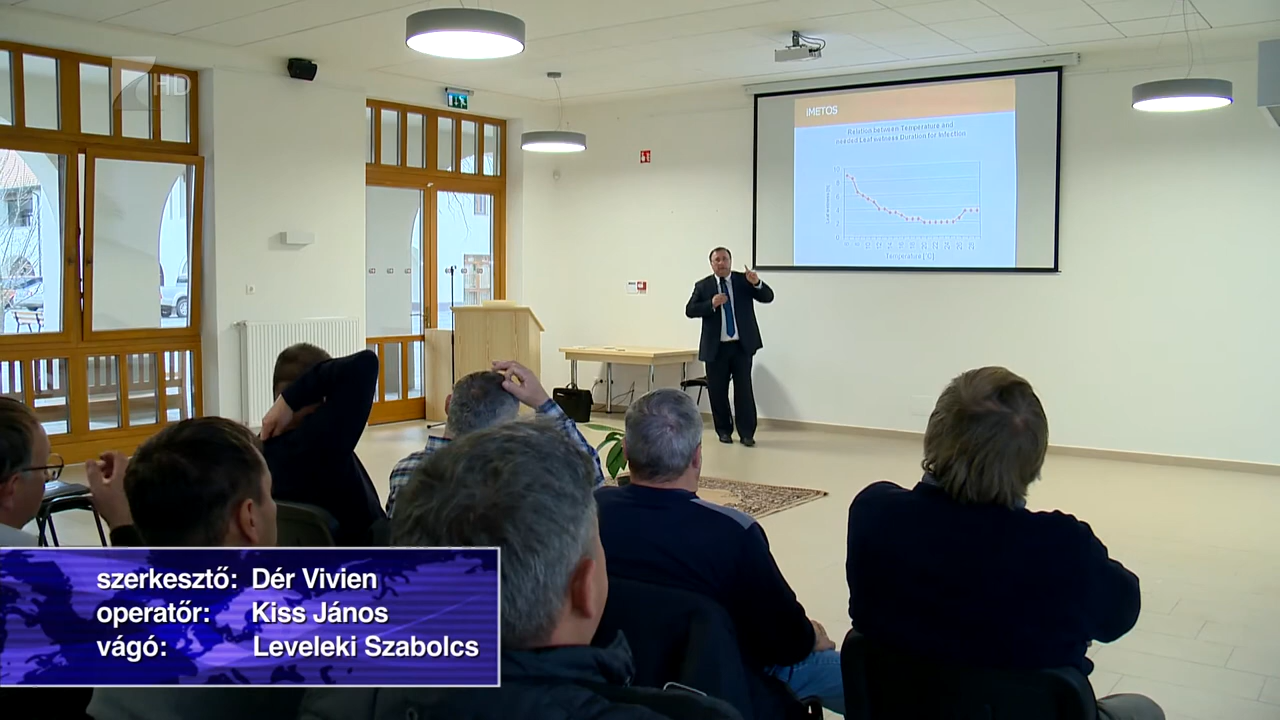 HD
iMETOS
Relation between Temperature and
needed Leaf wetness Duration for Infection
Temperature [°C]
szerkesztő: Dér Vivien
operatőr: Kiss János
vágó: Leveleki Szabolcs